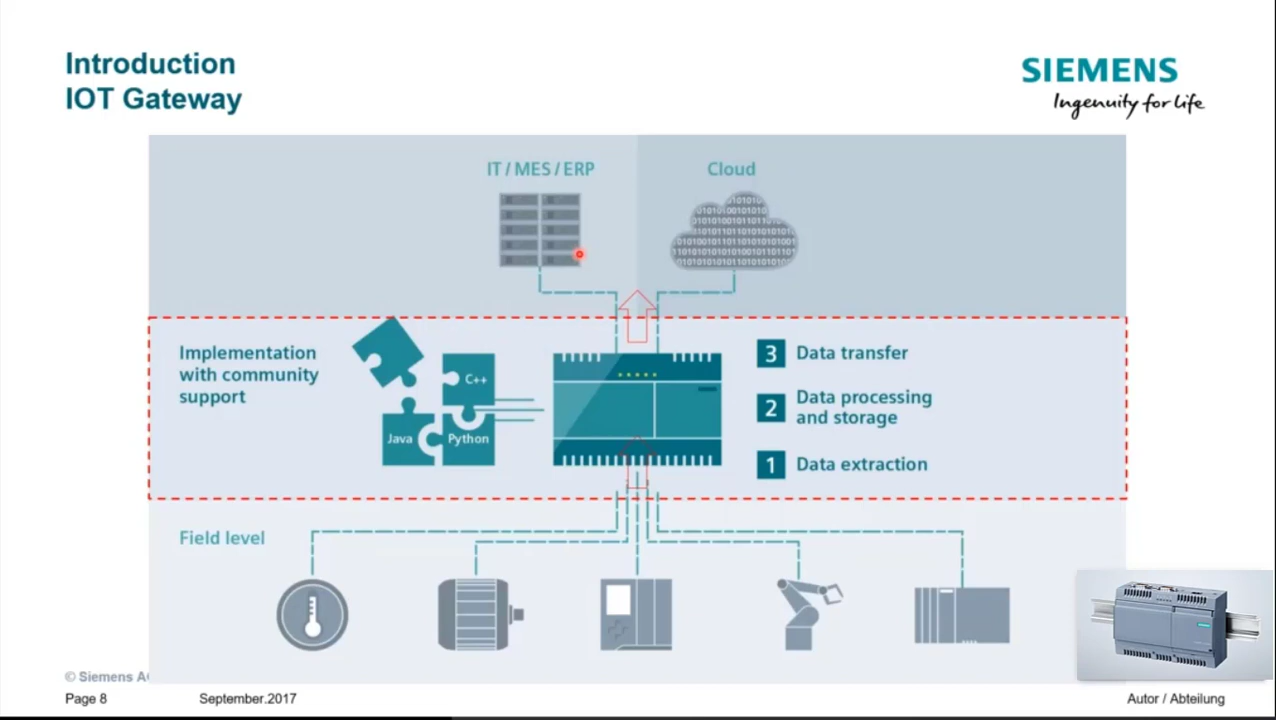 Introduction
IOT Gateway
SIEMENS
Ingenuity for Life
IT / MES / ERP
Cloud
Implementation
with community
support
C++
Java
Python
3 Data transfer
2 Data processing
and storage
1 Data extraction
Field level
© Siemens
Page 8
September.2017
Autor / Abteilung